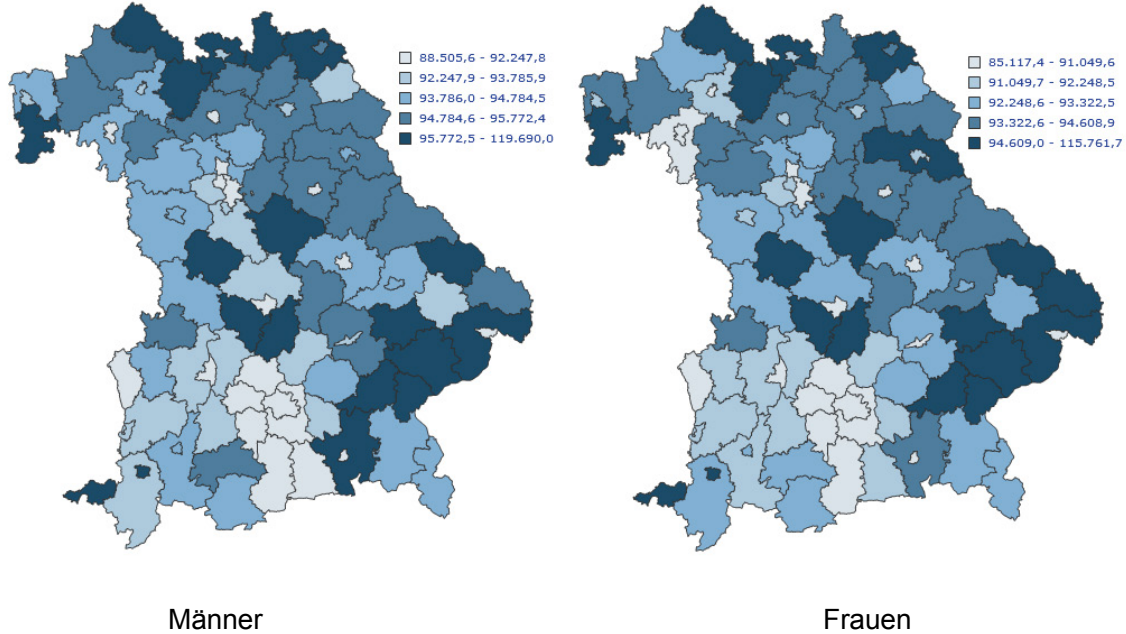 88.505,6 - 92.247,8
92.247,9 - 93.785,9
93.786,0 - 94.784,5
94.784,6 - 95.772,4
95.772,5 - 119.690,0
85.117,4 - 91.049,6
91.049,7 - 92.248,5
92.248,6 - 93.322,5
93.322,6 - 94.608,9
94.609,0 - 115.761,7
Männer
Frauen